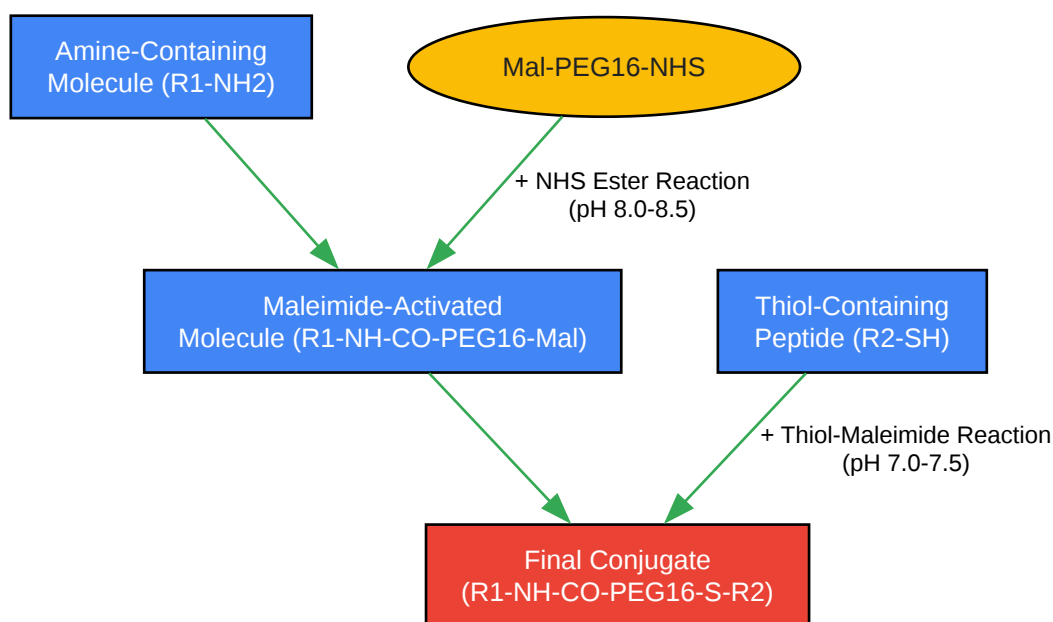 Amine-Containing
Molecule (R1-NH2)
Mal-PEG16-NHS
+ NHS Ester Reaction
(pH 8.0-8.5)
Maleimide-Activated
Molecule (R1-NH-CO-PEG16-Mal)
Thiol-Containing
Peptide (R2-SH)
+ Thiol-Maleimide Reaction
(pH 7.0-7.5)
Final Conjugate
(R1-NH-CO-PEG16-S-R2)